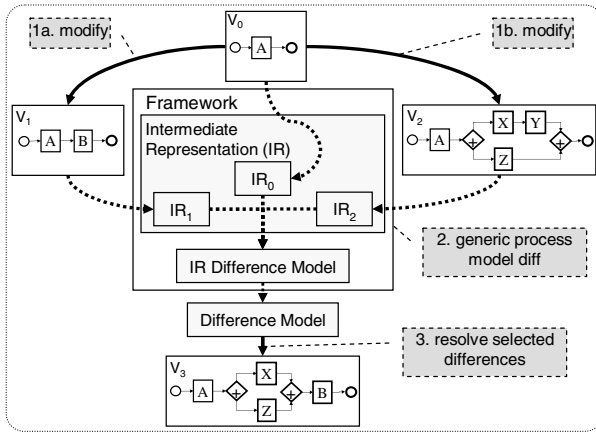 1a. modify
V0
A
1b. modify
V1
A B
Framework
Intermediate
Representation (IR)
IR0
IR1
IR2
V2
A + X Y Z +
2. generic process
model diff
IR Difference Model
Difference Model
3. resolve selected
differences
V3
A + X Z + B